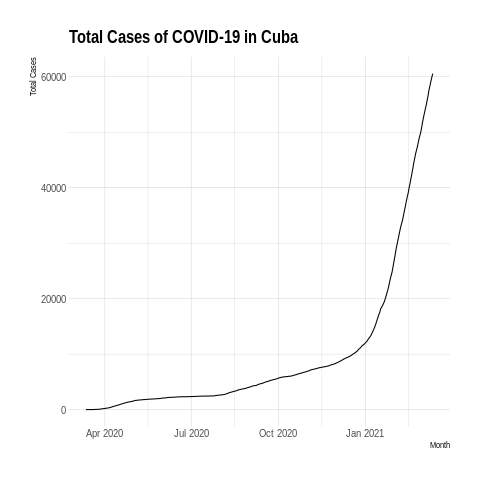 Total Cases of COVID-19 in Cuba
Total Cases
60000
40000
20000
0
Apr 2020 Jul 2020 Oct 2020 Jan 2021
Month